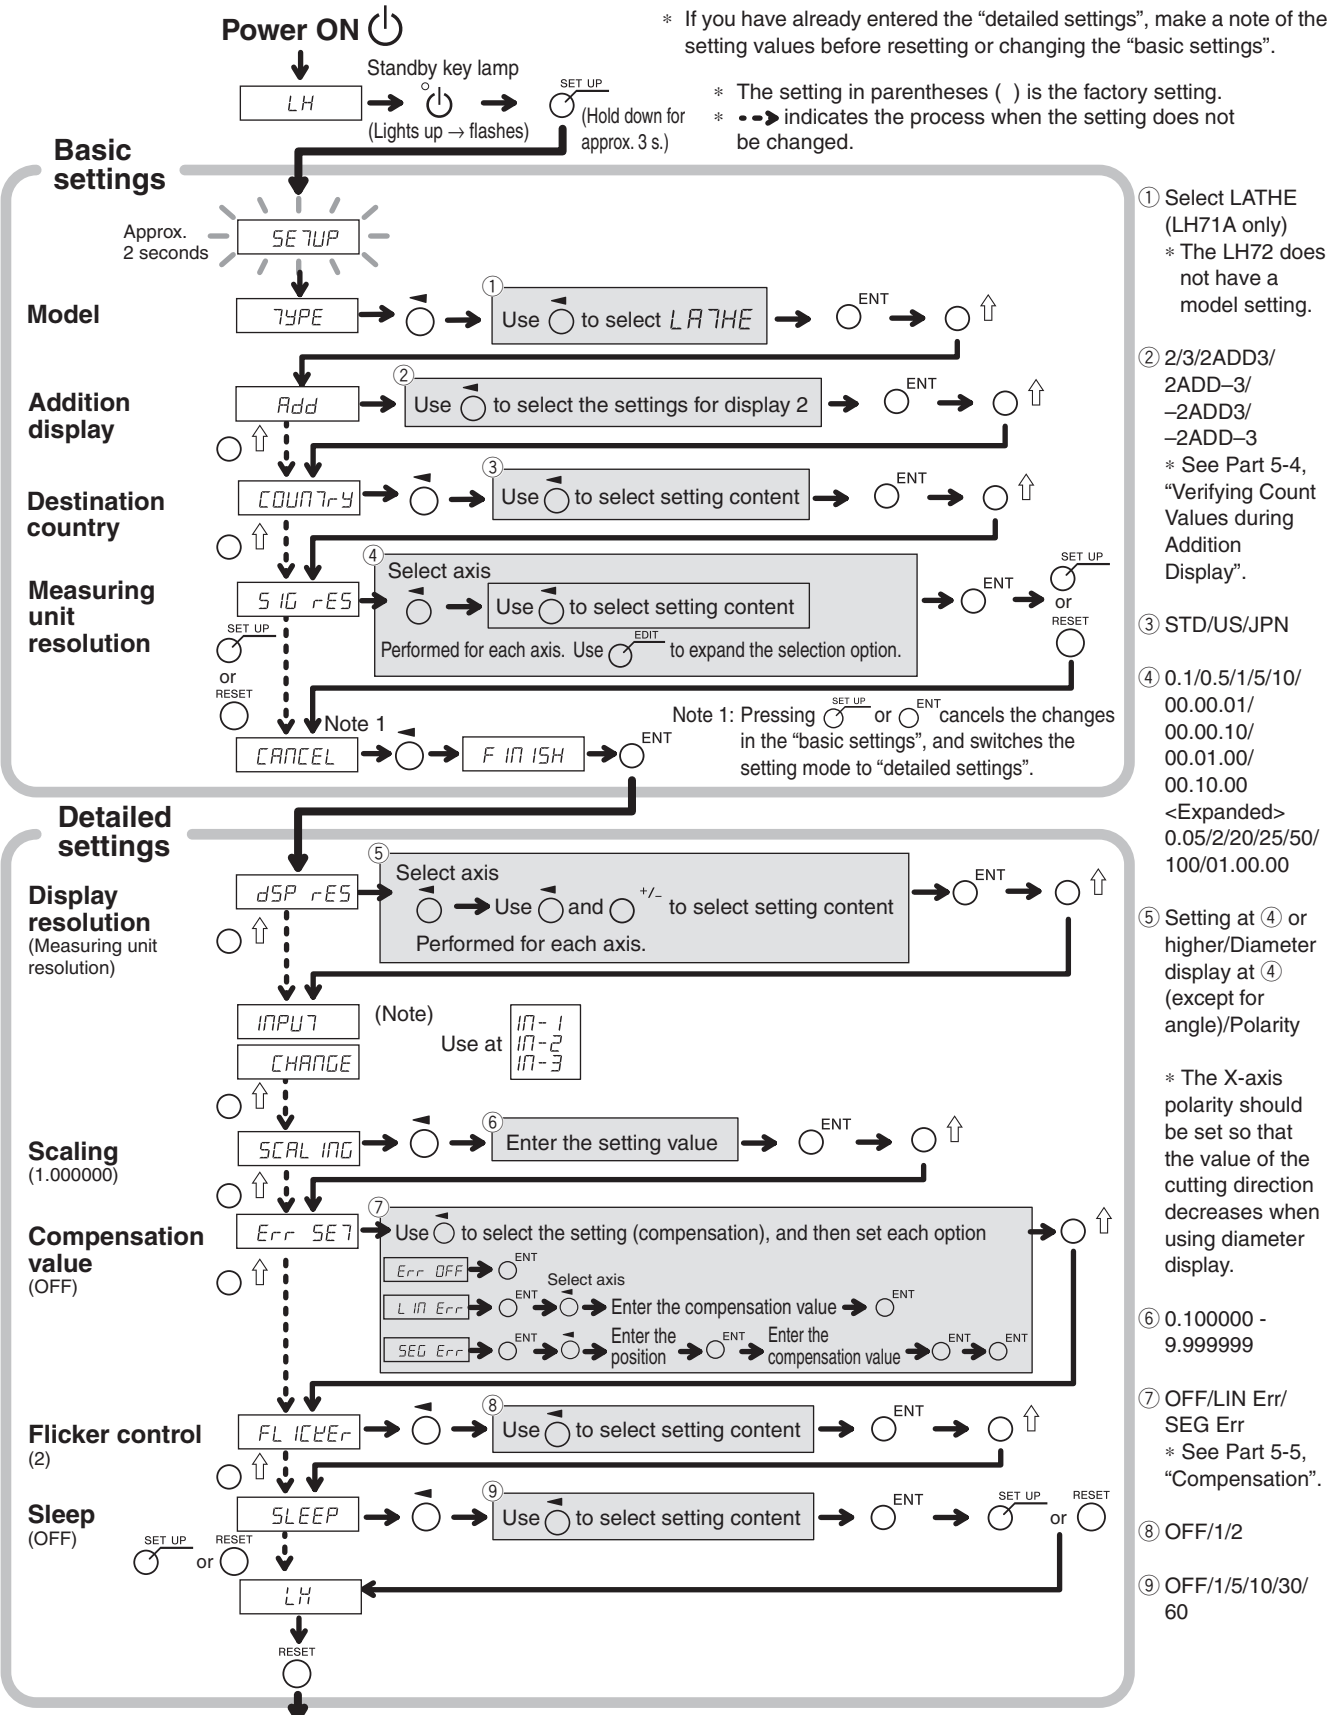 Power ON
* If you have already entered the “detailed settings”, make a note of the
setting values before resetting or changing the “basic settings”.
Standby key lamp
LH
SET UP
(Lights up → flashes)
(Hold down for
approx. 3 s.)
* The setting in parentheses ( ) is the factory setting.
* indicates the process when the setting does not
be changed.
Basic
settings
Approx.
2 seconds
SETUP
Model
TYPE
①
Use to select LATHE
ENT
Addition
display
Add
②
Use to select the settings for display 2
ENT
Destination
country
COUNTrY
③
Use to select setting content
ENT
Measuring
unit
resolution
SIG rES
④
Select axis
Use to select setting content
Performed for each axis. Use EDIT to expand the selection option.
ENT
SET UP
or
RESET
SET UP
or
RESET
Note 1
CANCEL
FINISH
ENT
Note 1: Pressing SET UP or ENT cancels the changes
in the “basic settings”, and switches the
setting mode to “detailed settings”.
Detailed
settings
Display
resolution
(Measuring unit
resolution)
dSP rES
⑤
Select axis
Use and +/- to select setting content
Performed for each axis.
ENT
INPUT
CHANGE
(Note)
Use at
IN-1
IN-2
IN-3
Scaling
(1.000000)
SCALING
⑥
Enter the setting value
ENT
Compensation
value
(OFF)
Err SET
⑦
Use to select the setting (compensation), and then set each option
Err OFF
ENT
Select axis
LIN Err
ENT
Enter the compensation value
ENT
SEG Err
ENT
Enter the
position
ENT
Enter the
compensation value
ENT
ENT
Flicker control
(2)
FLICKEr
⑧
Use to select setting content
ENT
Sleep
(OFF)
SLEEP
⑨
Use to select setting content
ENT
SET UP
or
RESET
SET UP
or
RESET
LH
RESET
① Select LATHE
(LH71A only)
* The LH72 does
not have a
model setting.
② 2/3/2ADD3/
2ADD–3/
–2ADD3/
–2ADD–3
* See Part 5-4,
“Verifying Count
Values during
Addition
Display”.
③ STD/US/JPN
④ 0.1/0.5/1/5/10/
00.00.01/
00.00.10/
00.01.00/
00.10.00
<Expanded>
0.05/2/20/25/50/
100/01.00.00
⑤ Setting at ④ or
higher/Diameter
display at ④
(except for
angle)/Polarity
* The X-axis
polarity should
be set so that
the value of the
cutting direction
decreases when
using diameter
display.
⑥ 0.100000 -
9.999999
⑦ OFF/LIN Err/
SEG Err
* See Part 5-5,
“Compensation”.
⑧ OFF/1/2
⑨ OFF/1/5/10/30/
60